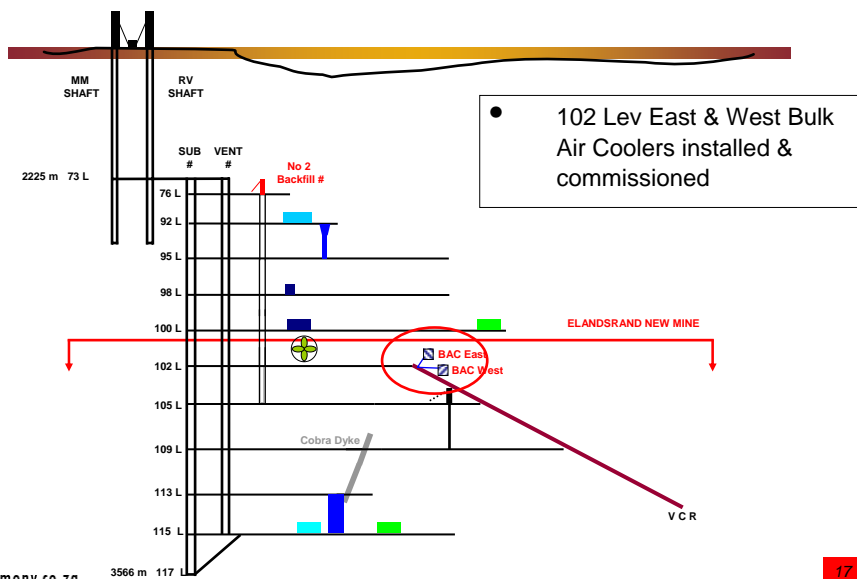 MM
SHAFT
RV
SHAFT
• 102 Lev East & West Bulk
Air Coolers installed &
commissioned
SUB
#
VENT
#
No 2
Backfill #
2225 m 73 L
76 L
92 L
95 L
98 L
100 L
ELANDSRAND NEW MINE
BAC East
102 L
BAC West
105 L
Cobra Dyke
109 L
113 L
V C R
115 L
3566 m 117 L
17